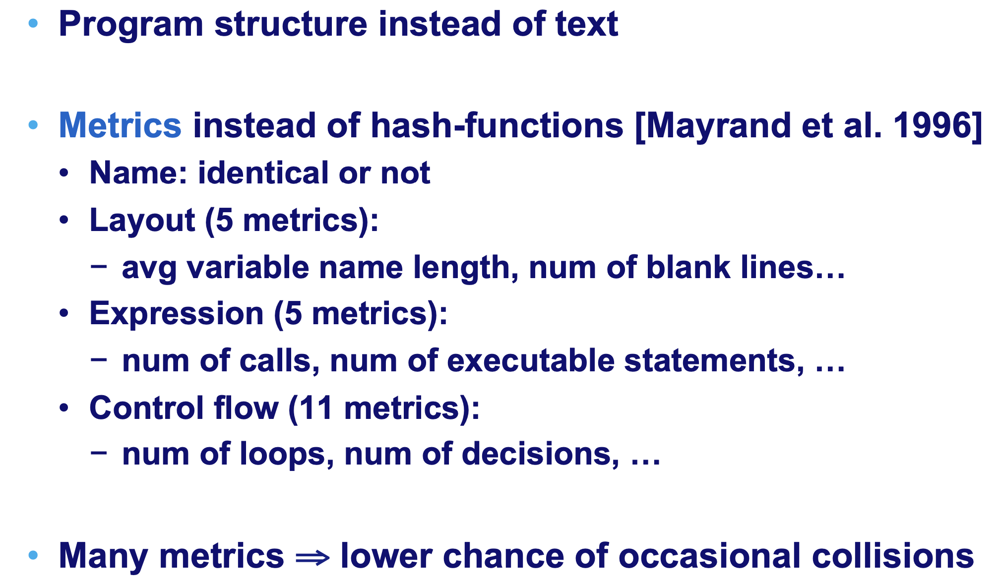 • Program structure instead of text
• Metrics instead of hash-functions [Mayrand et al. 1996]
• Name: identical or not
• Layout (5 metrics):
– avg variable name length, num of blank lines…
• Expression (5 metrics):
– num of calls, num of executable statements, …
• Control flow (11 metrics):
– num of loops, num of decisions, …
• Many metrics ⇒ lower chance of occasional collisions